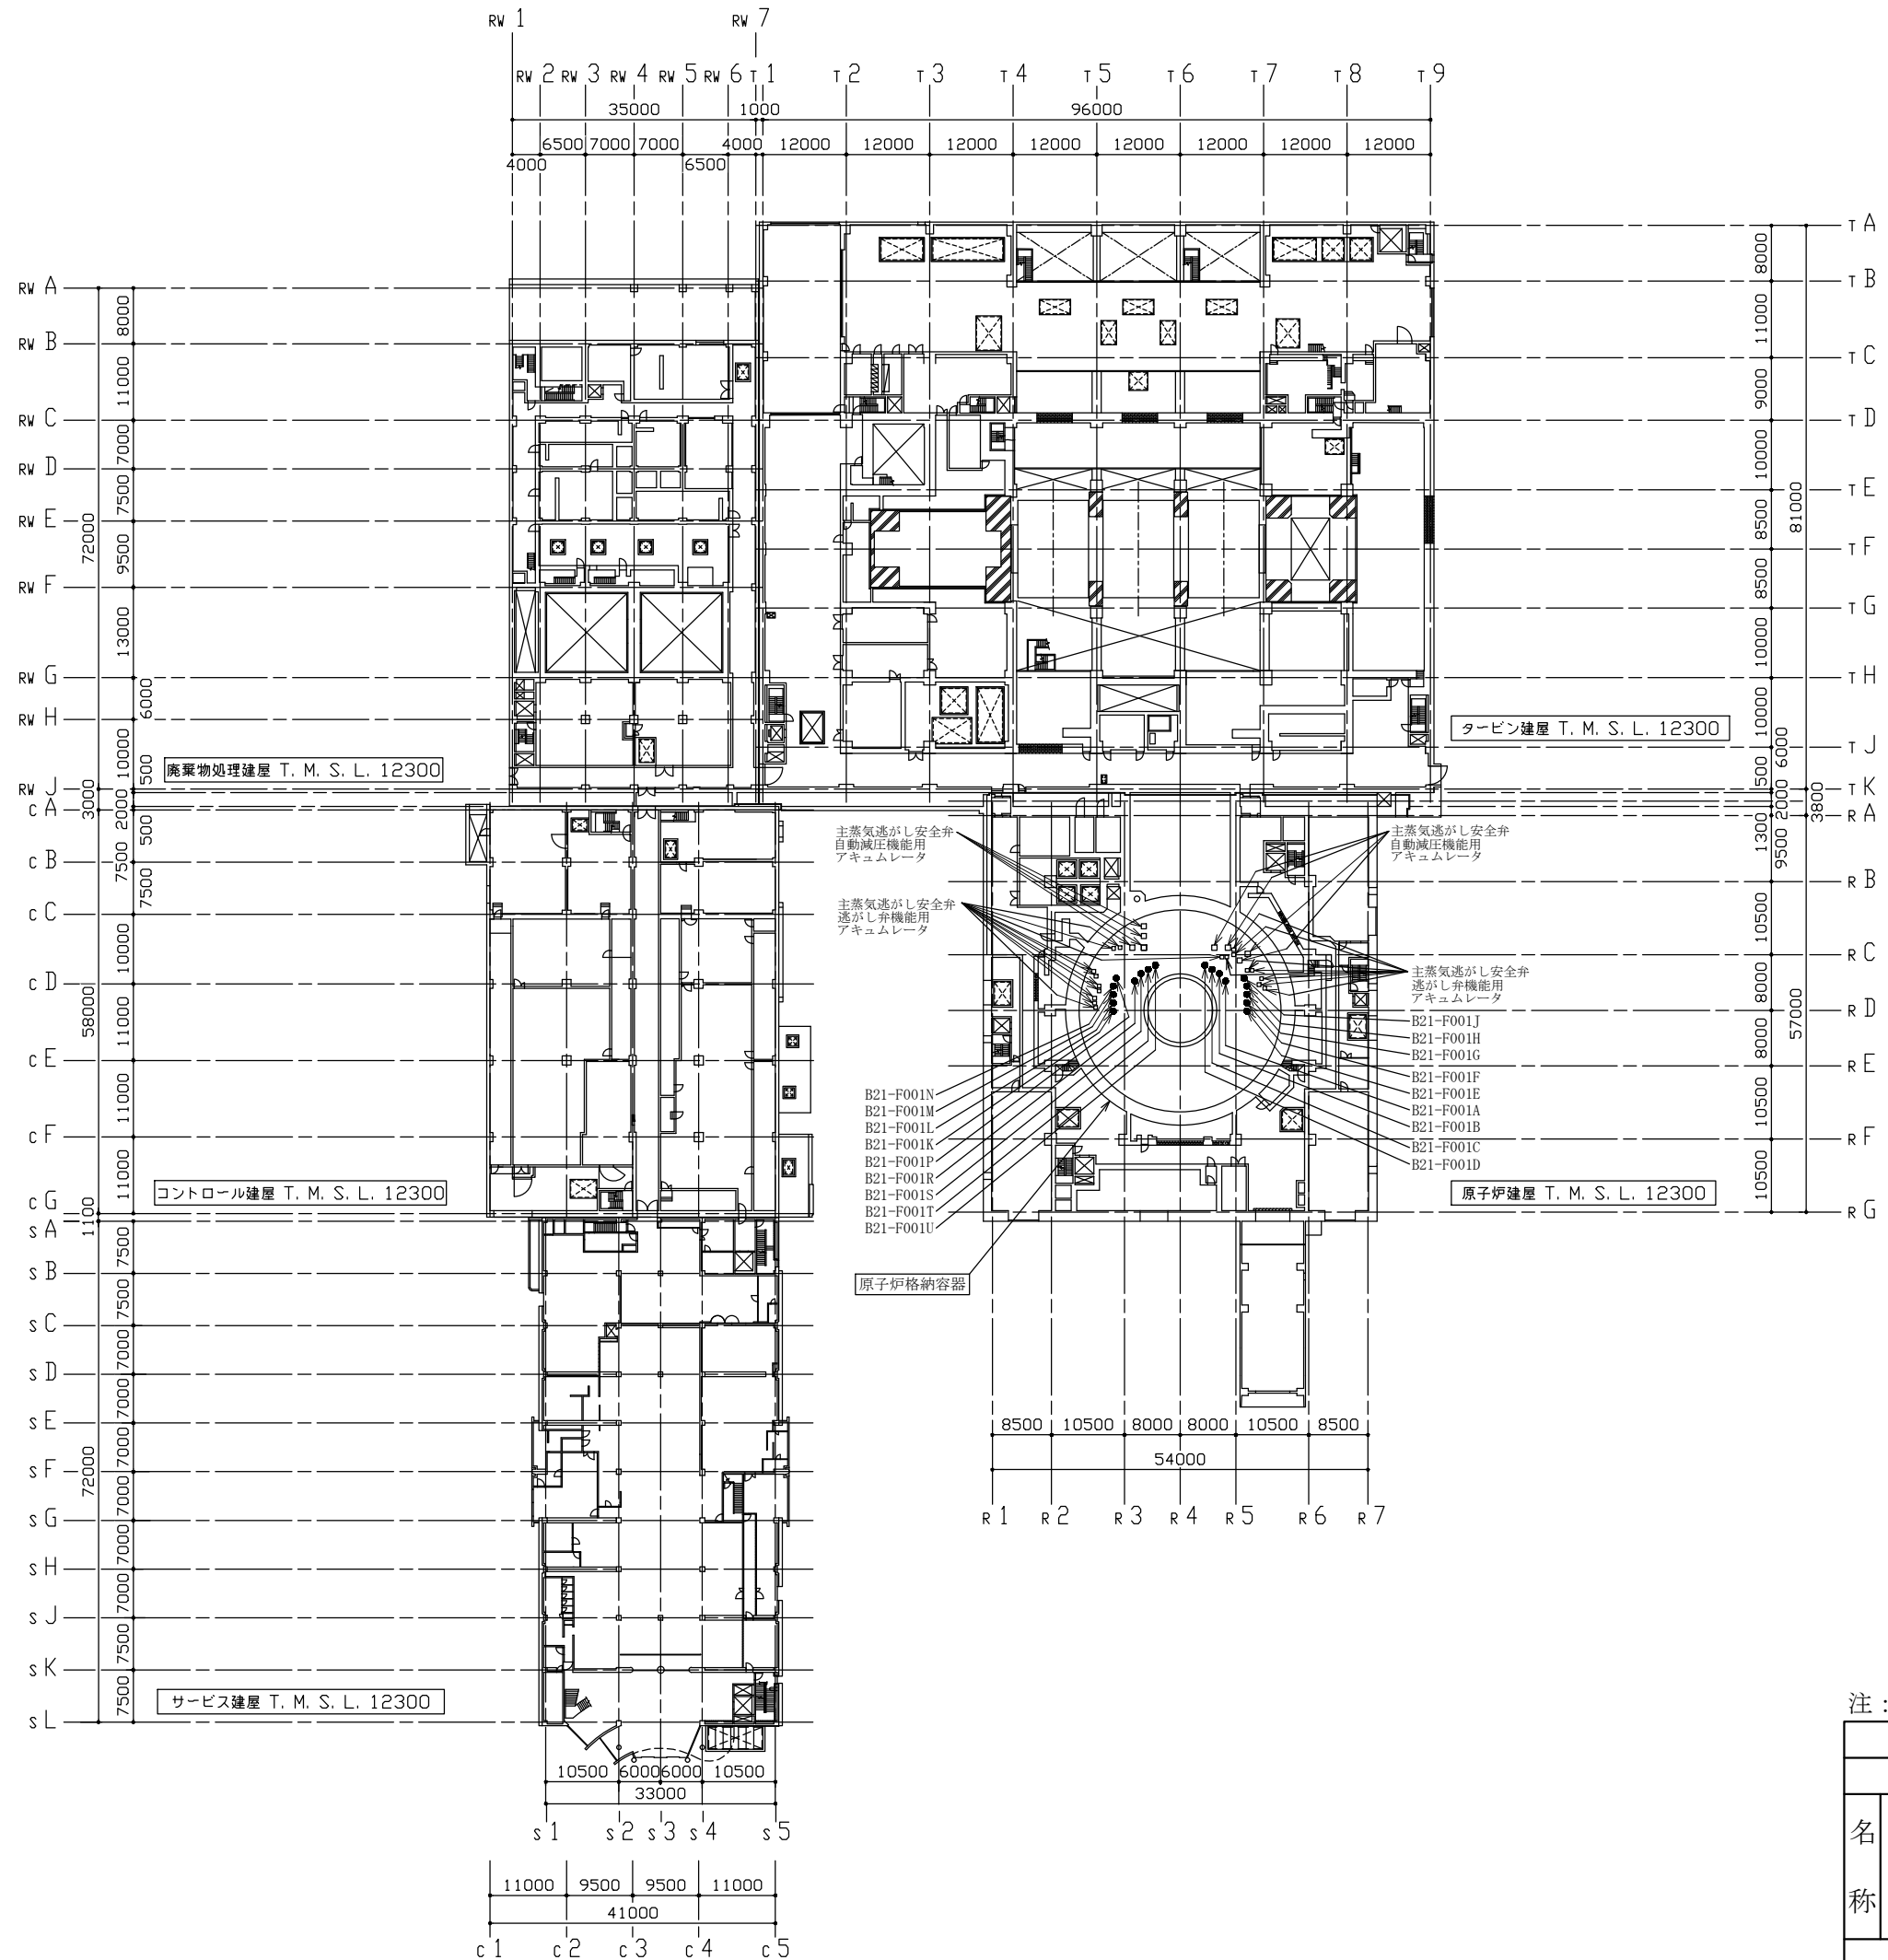 RW 1
RW 7
RW 2 RW 3 RW 4 RW 5 RW 6 T 1 T 2 T 3 T 4 T 5 T 6 T 7 T 8 T 9
35000 1000 96000
6500 7000 7000 4000 12000 12000 12000 12000 12000 12000 12000 12000
4000 6500
RW A
RW B
RW C
RW D
RW E
RW F
RW G
RW H
RW J
8000
11000
7000
7500
9500
13000
6000
10000
500
72000
3000
2000
T A
T B
T C
T D
T E
T F
T G
T H
T J
T K
8000
11000
9000
10000
8500
8500
10000
10000
6000
500
81000
2000
3800
廃棄物処理建屋 T. M. S. L. 12300
タービン建屋 T. M. S. L. 12300
C A
C B
C C
C D
C E
C F
C G
500
7500
7500
10000
11000
11000
11000
58000
1100
コントロール建屋 T. M. S. L. 12300
主蒸気逃がし安全弁
自動減圧機能用
アキュムレータ
主蒸気逃がし安全弁
逃がし弁機能用
アキュムレータ
主蒸気逃がし安全弁
自動減圧機能用
アキュムレータ
主蒸気逃がし安全弁
逃がし弁機能用
アキュムレータ
B21-F001J
B21-F001H
B21-F001G
B21-F001F
B21-F001E
B21-F001A
B21-F001B
B21-F001C
B21-F001D
B21-F001N
B21-F001M
B21-F001L
B21-F001K
B21-F001P
B21-F001R
B21-F001S
B21-F001T
B21-F001U
原子炉格納容器
原子炉建屋 T. M. S. L. 12300
R A
R B
R C
R D
R E
R F
R G
1300
9500
10500
8000
8000
10500
10500
57000
8500 10500 8000 8000 10500 8500
54000
R 1 R 2 R 3 R 4 R 5 R 6 R 7
S A
S B
S C
S D
S E
S F
S G
S H
S J
S K
S L
7500
7500
7000
7000
7000
7000
7000
7000
7500
7500
72000
サービス建屋 T. M. S. L. 12300
10500 6000 6000 10500
33000
S 1 S 2 S 3 S 4 S 5
11000 9500 9500 11000
41000
C 1 C 2 C 3 C 4 C 5
注:
名
称